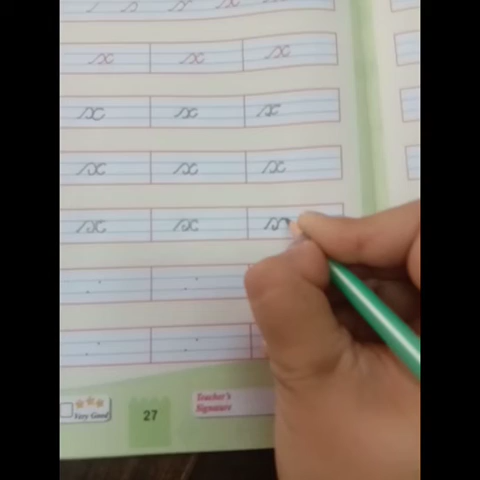 x x x
x x x
x x x
x x x
Very Good
27
Teacher's
Signature